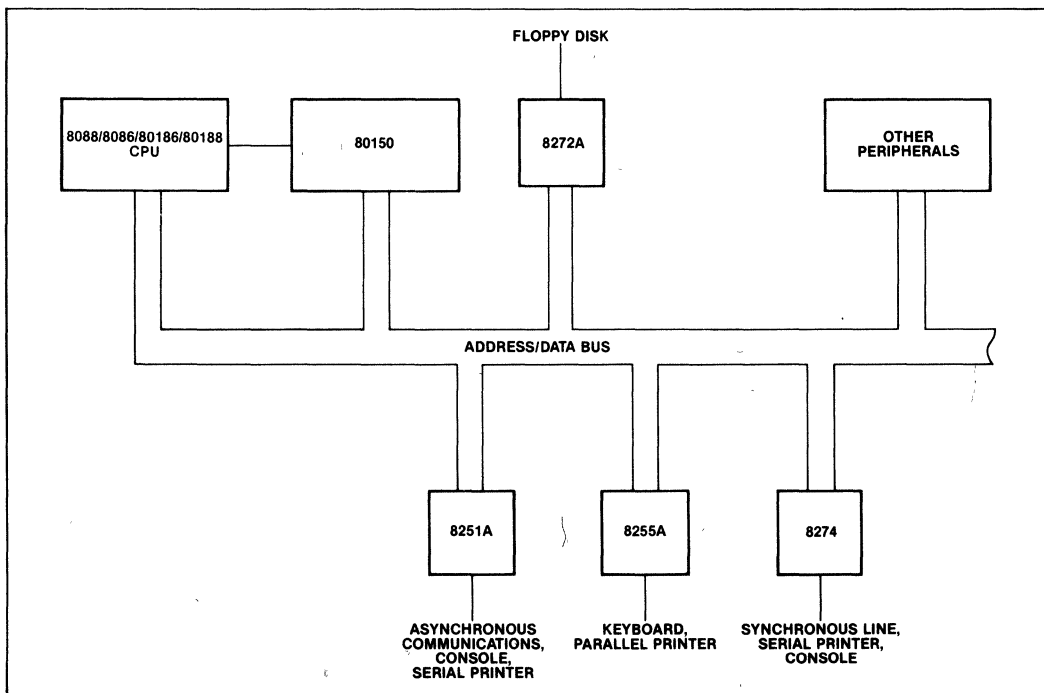 FLOPPY DISK
8088/8086/80186/80188
CPU
80150
8272A
OTHER
PERIPHERALS
ADDRESS/DATA BUS
8251A
8255A
8274
ASYNCHRONOUS
COMMUNICATIONS,
CONSOLE,
SERIAL PRINTER
KEYBOARD,
PARALLEL PRINTER
SYNCHRONOUS LINE,
SERIAL PRINTER,
CONSOLE